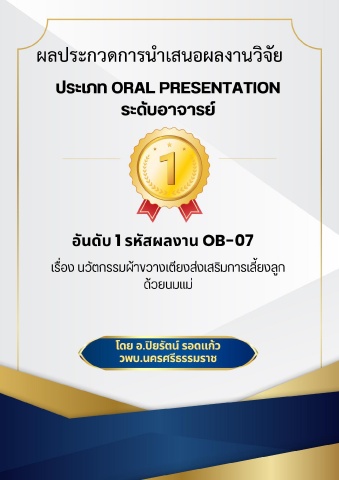 ผลประกวดการนำเสนอผลงานวิจัย
ประเภท ORAL PRESENTATION
ระดับอาจารย์
1
อันดับ 1 รหัสผลงาน OB-07
เรื่อง นวัตกรรมผ้าขวางเตียงส่งเสริมการเลี้ยงลูก
ด้วยนมแม่
โดย อ.ปิยรัตน์ รอดแก้ว
วพบ.นครศรีธรรมราช